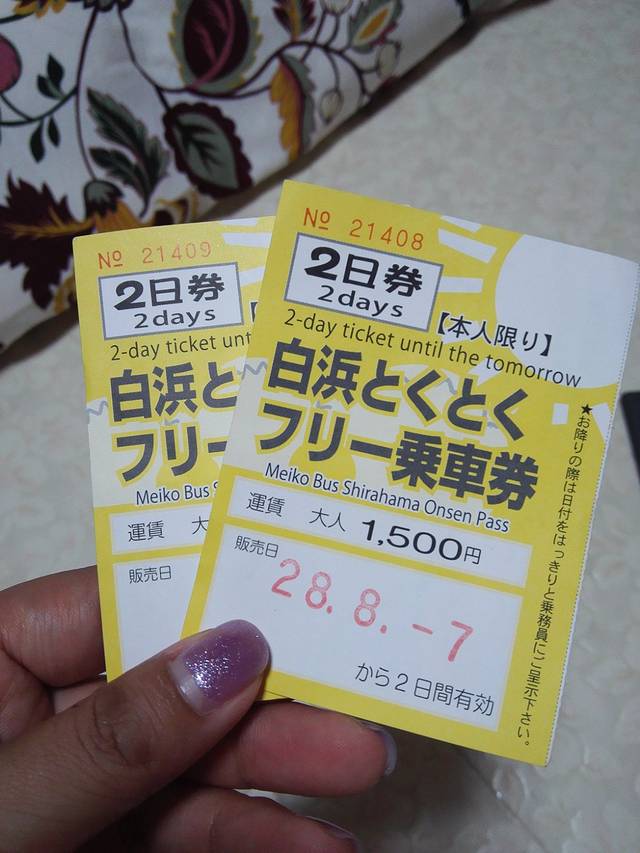 № 21409
2日券
2days
2-day ticket unt
白浜と
フリー
Meiko Bus S
運賃 大
販売日
№ 21408
2日券
2days
【本人限り】
2-day ticket until the tomorrow
白浜とくとく
フリー乗車券
Meiko Bus Shirahama Onsen Pass
運賃 大人 1,500円
販売日
28.8.-7
から2日間有効
★お降りの際は日付をはっきりと乗務員にご呈示下さい。